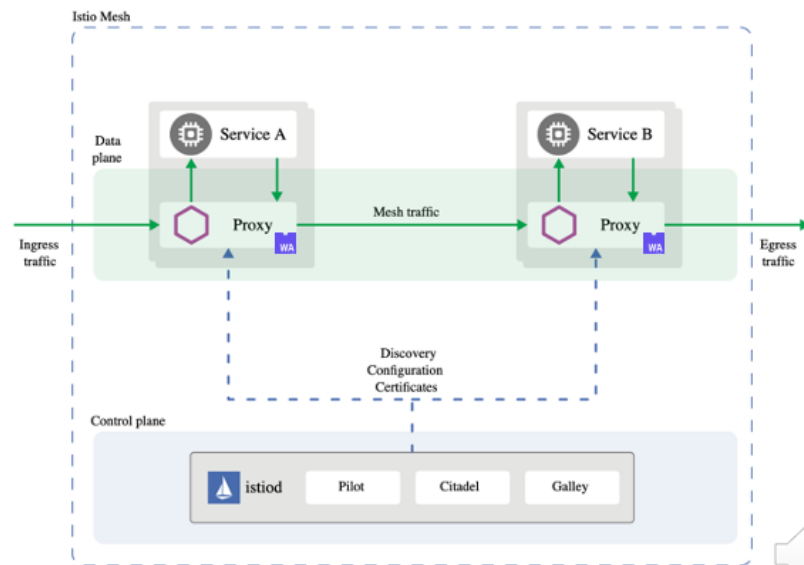 Istio Mesh
Data
plane
Service A
Service B
Proxy
WA
Mesh traffic
Proxy
WA
Ingress
traffic
Egress
traffic
Discovery
Configuration
Certificates
Control plane
istiod
Pilot
Citadel
Galley